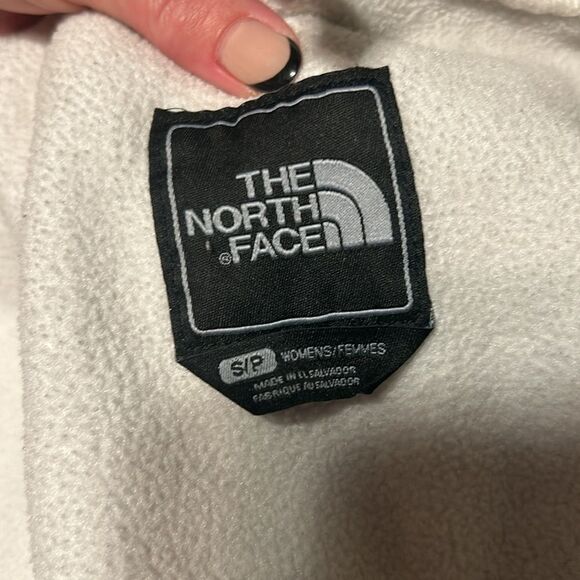 THE
NORTH
®FACE
S/P WOMENS/FEMMES
MADE IN EL SALVADOR
FABRIQUE AU SALVADOR